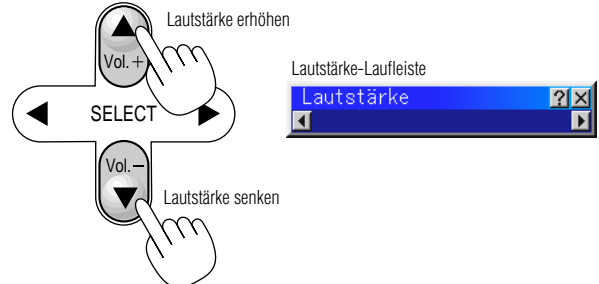 Lautstärke erhöhen
Vol.+
SELECT
Vol.−
Lautstärke senken
Lautstärke-Laufleiste
Lautstärke ? ×